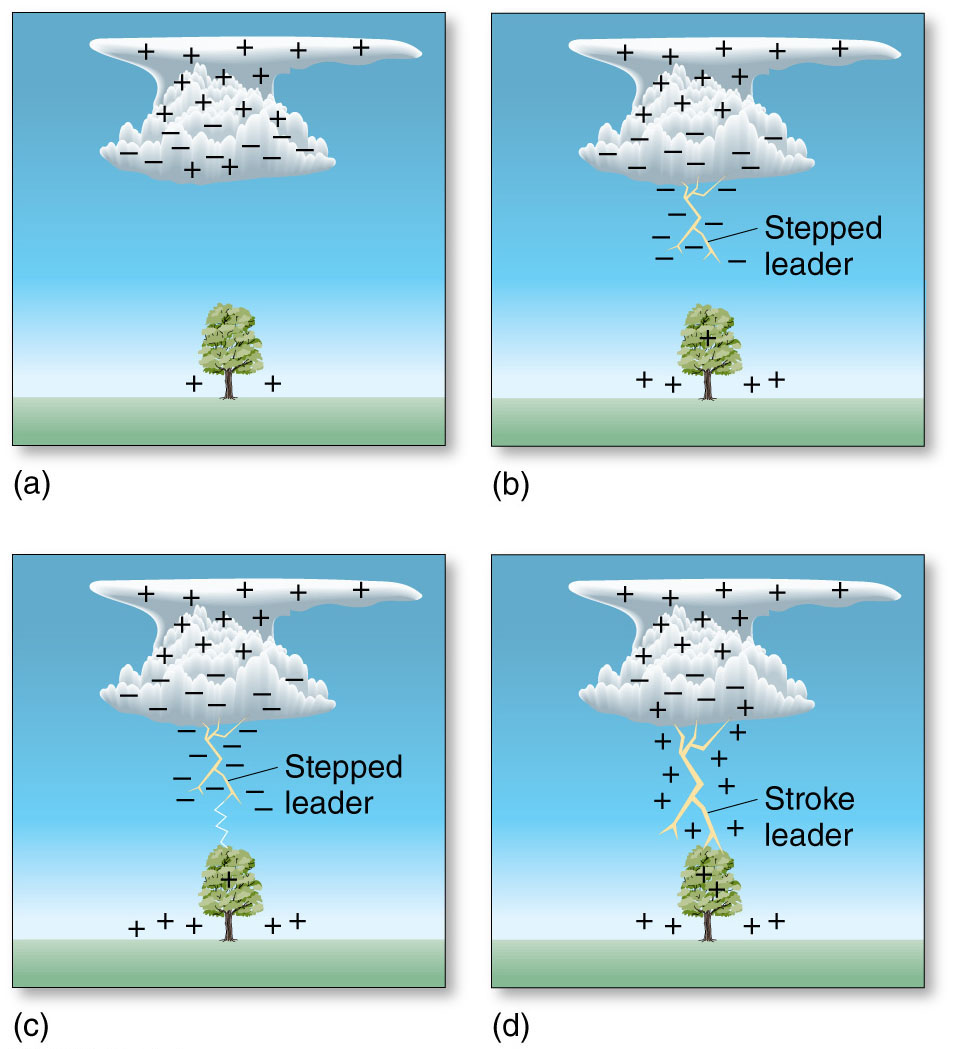 (a)
Stepped
leader
(b)
Stepped
leader
(c)
Stroke
leader
(d)